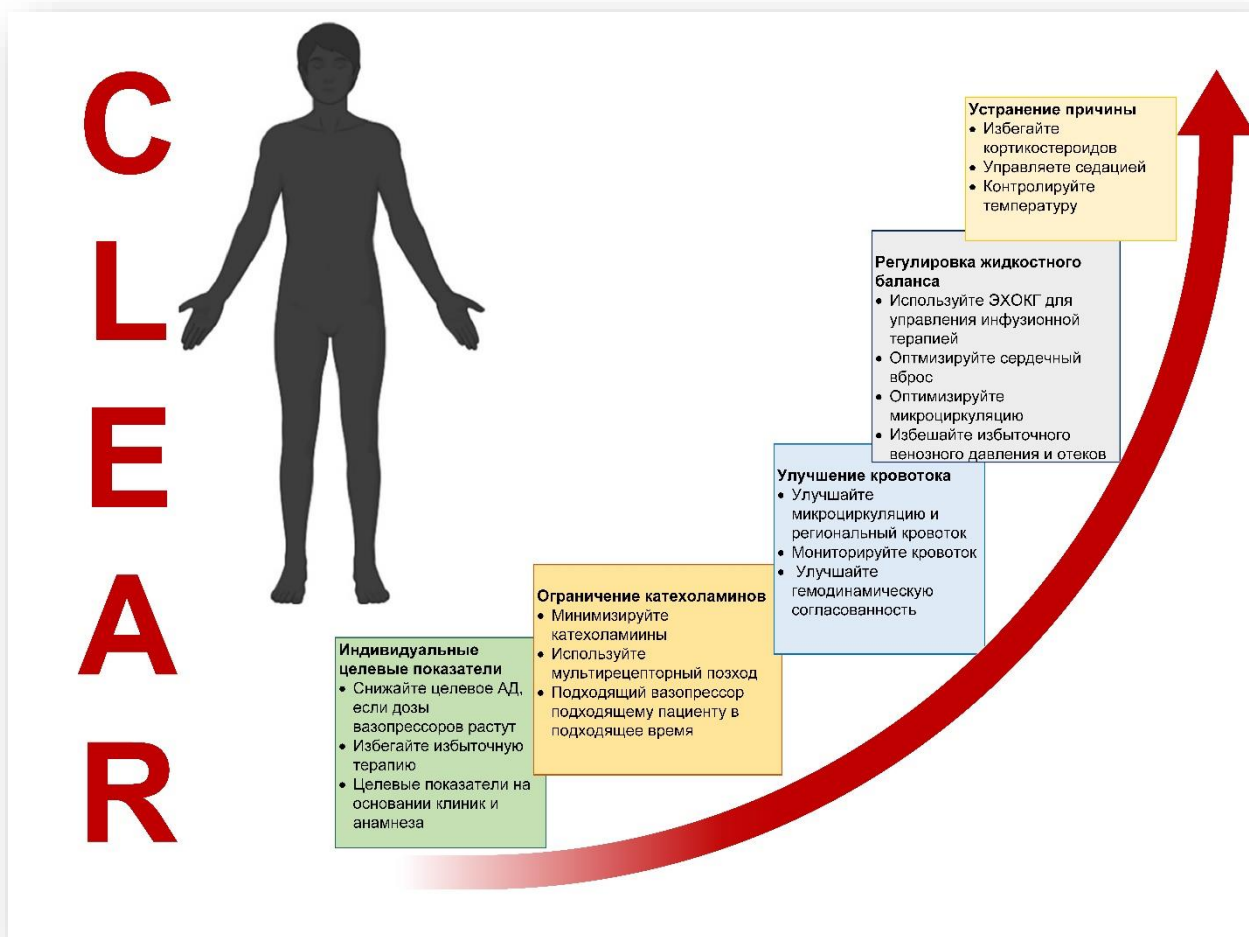 C
L
E
A
R
Устранение причины
• Избегайте
кортикостероидов
• Управляете седацией
• Контролируйте
температуру
Регулировка жидкостного
баланса
• Используйте ЭХОКГ для
управления инфузионной
терапией
• Оптмизируйте сердечный
вброс
• Оптимизируйте
микроциркуляцию
• Избешайте избыточного
венозного давления и отеков
Улучшение кровотока
• Улучшайте
микроциркуляцию и
региональный кровоток
• Мониторируйте кровоток
• Улучшайте
гемодинамическую
согласованность
Ограничение катехоламинов
• Минимизируйте
катехоламиины
• Используйте
мультирецепторный позход
• Подходящий вазопрессор
подходящему пациенту в
подходящее время
Индивидуальные
целевые показатели
• Снижайте целевое АД,
если дозы
вазопрессоров растут
• Избегайте избыточную
терапию
• Целевые показатели на
основании клиник и
анамнеза